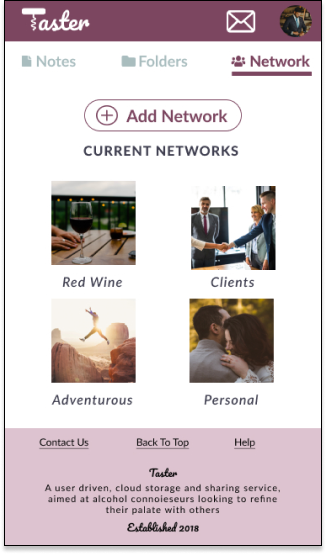 Taster
Notes
Folders
Network
Add Network
CURRENT NETWORKS
Red Wine
Clients
Adventurous
Personal
Contact Us
Back To Top
Help
Taster
A user driven, cloud storage and sharing service,
aimed at alcohol connoieseurs looking to refine
their palate with others
Established 2018